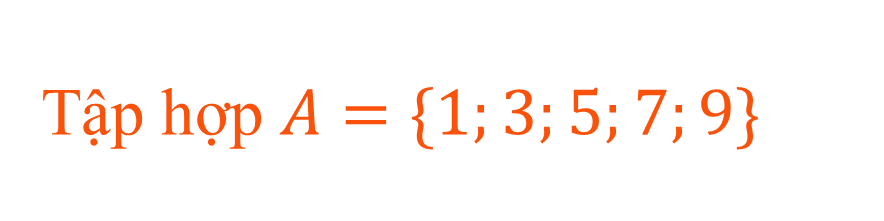 Tập hợp A = {1; 3; 5; 7; 9}